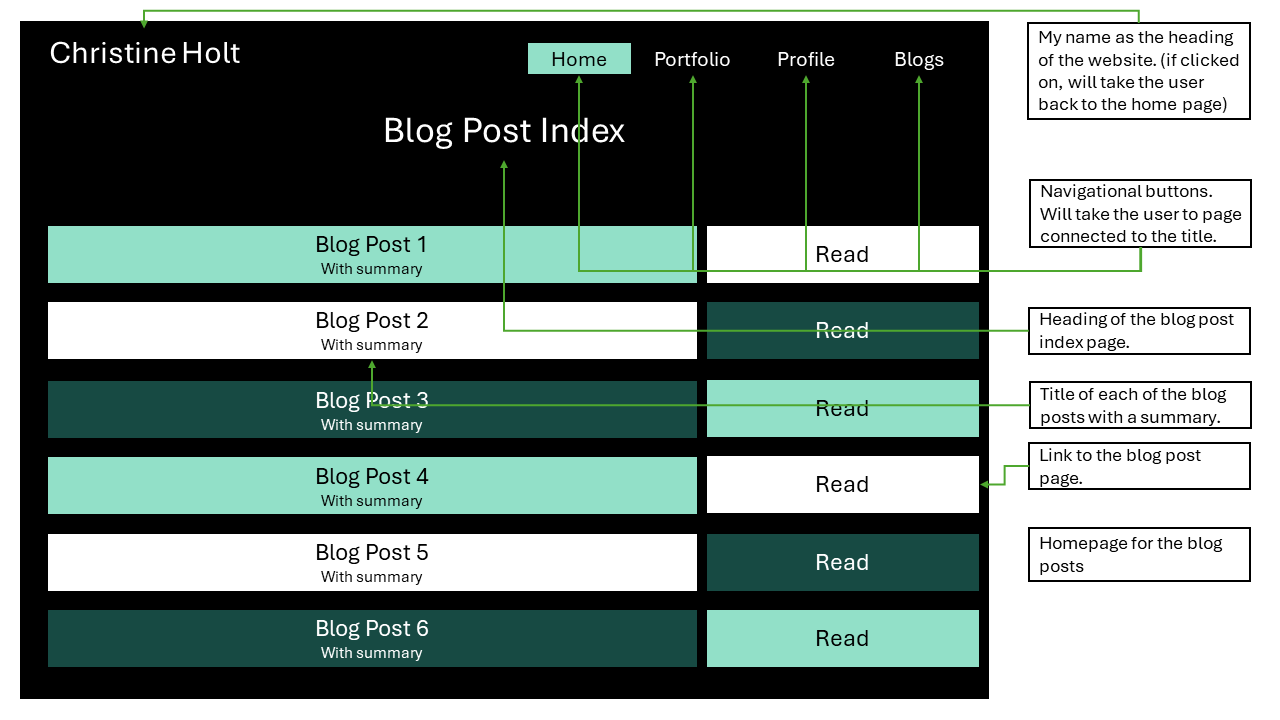 Christine Holt
Home
Portfolio
Profile
Blogs
Blog Post Index
Blog Post 1
With summary
Read
Blog Post 2
With summary
Read
Blog Post 3
With summary
Read
Blog Post 4
With summary
Read
Blog Post 5
With summary
Read
Blog Post 6
With summary
Read
My name as the heading
of the website. (if clicked
on, will take the user
back to the home page)
Navigational buttons.
Will take the user to page
connected to the title.
Heading of the blog post
index page.
Title of each of the blog
posts with a summary.
Link to the blog post
page.
Homepage for the blog
posts